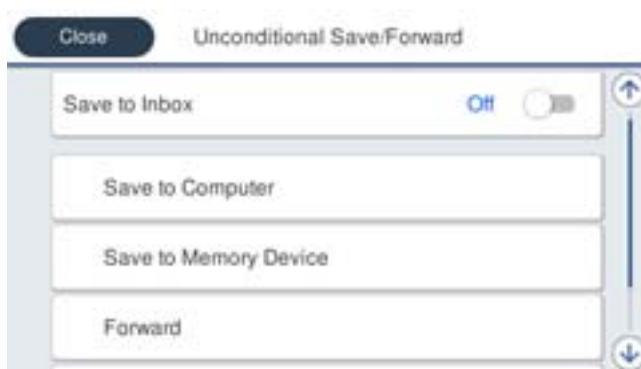 Close
Unconditional Save/Forward
Save to Inbox
Off
Save to Computer
Save to Memory Device
Forward